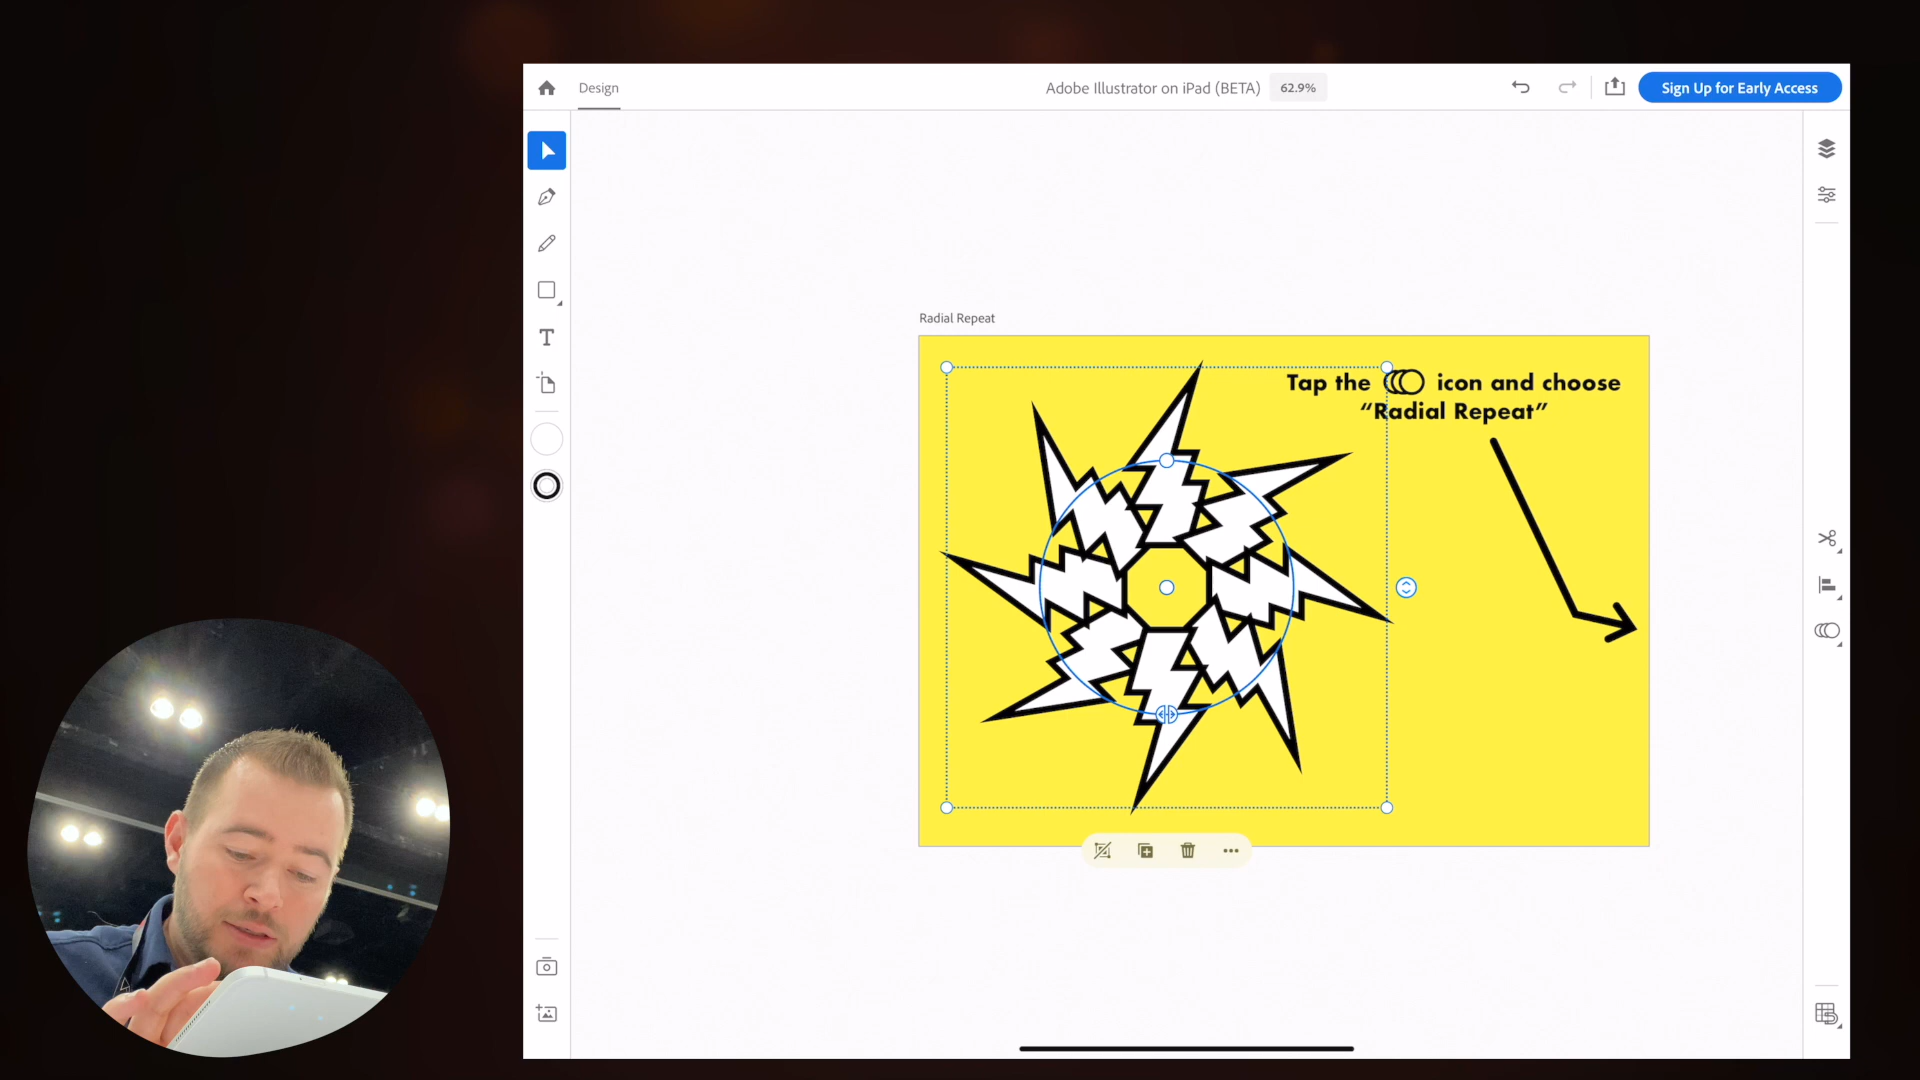 Design
Adobe Illustrator on iPad (BETA)
62.9%
Sign Up for Early Access
Radial Repeat
Tap the icon and choose
“Radial Repeat”